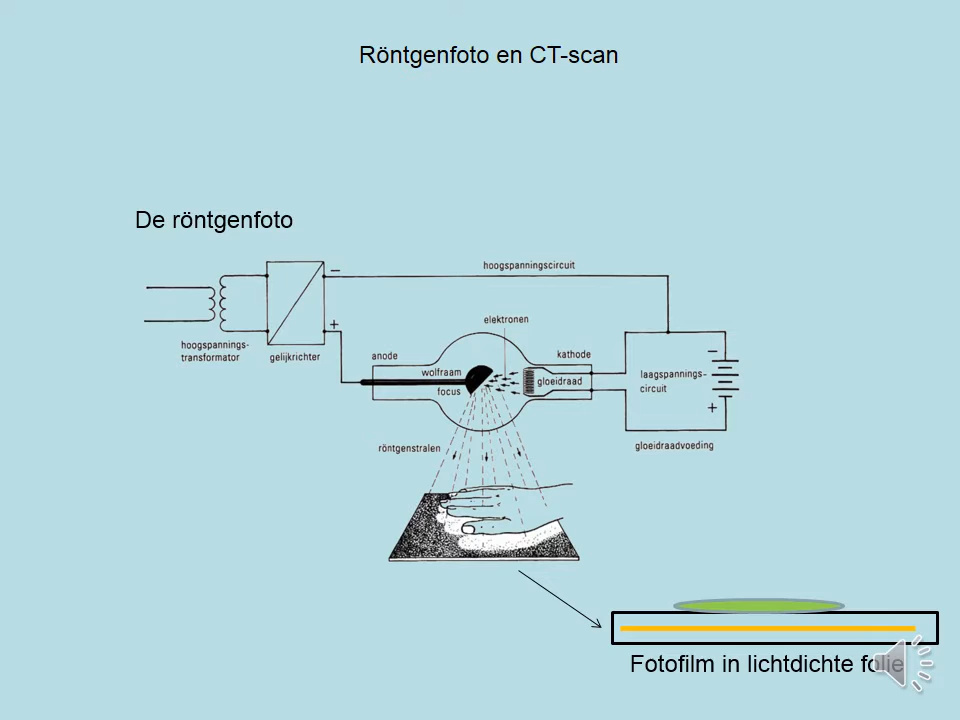 Röntgenfoto en CT-scan
De röntgenfoto
hoogspanningscircuit
−
+
elektronen
hoogspannings-
transformator
gelijkrichter
anode
kathode
wolfraam
focus
gloeidraad
laagspannings-
circuit
−
+
röntgenstralen
gloeidraadvoeding
Fotofilm in lichtdichte folie